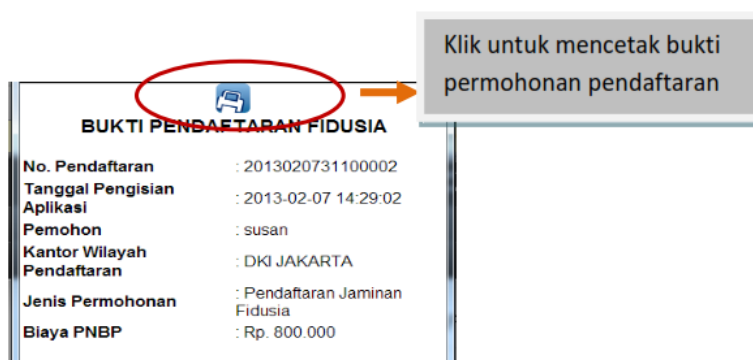 Klik untuk mencetak bukti
permohonan pendaftaran
BUKTI PENDAFTARAN FIDUSIA
No. Pendaftaran : 2013020731100002
Tanggal Pengisian
Aplikasi : 2013-02-07 14:29:02
Pemohon : susan
Kantor Wilayah
Pendaftaran : DKI JAKARTA
Jenis Permohonan : Pendaftaran Jaminan
Fidusia
Biaya PNBP : Rp. 800.000